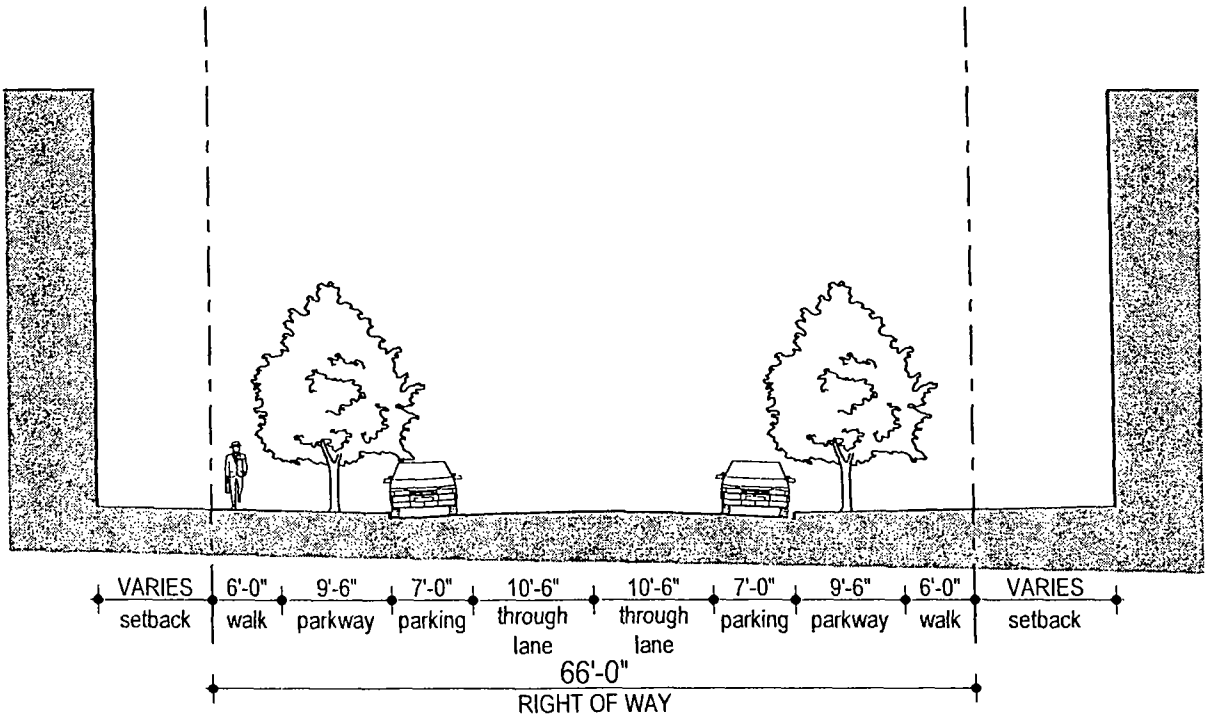 VARIES 6'-0" 9'-6" 7'-0" 10'-6" 10'-6" 7'-0" 9'-6" 6'-0" VARIES
setback walk parkway parking through through parking parkway walk setback
lane lane
66'-0"
RIGHT OF WAY